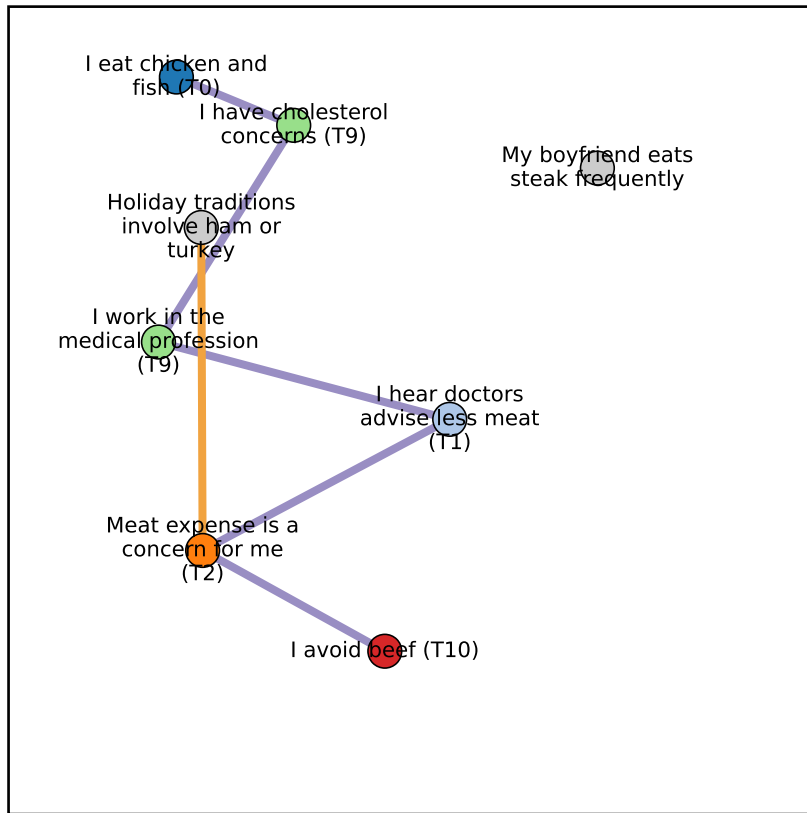 I eat chicken and
fish (T0)
I have cholesterol
concerns (T9)
My boyfriend eats
steak frequently
Holiday traditions
involve ham or
turkey
I work in the
medical profession
(T9)
I hear doctors
advise less meat
(T1)
Meat expense is a
concern for me
(T2)
I avoid beef (T10)